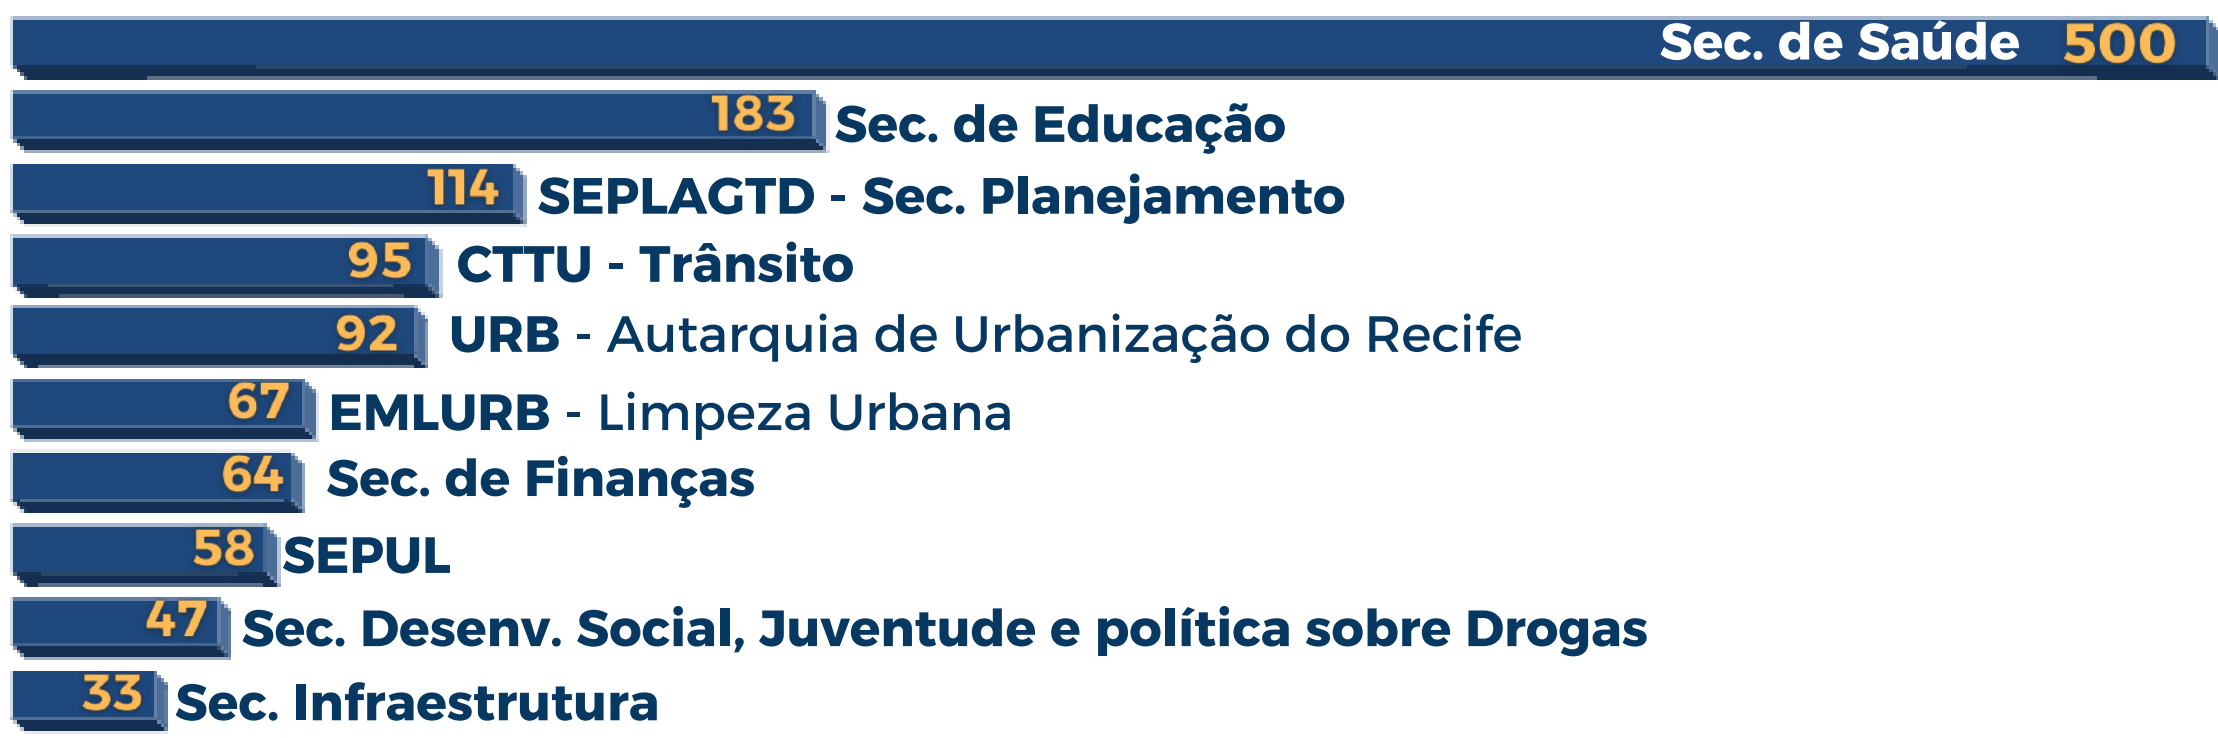 Sec. de Saúde 500
183 Sec. de Educação
114 SEPLAGTD - Sec. Planejamento
95 CTTU - Trânsito
92 URB - Autarquia de Urbanização do Recife
67 EMLURB - Limpeza Urbana
64 Sec. de Finanças
58 SEPUL
47 Sec. Desenv. Social, Juventude e política sobre Drogas
33 Sec. Infraestrutura